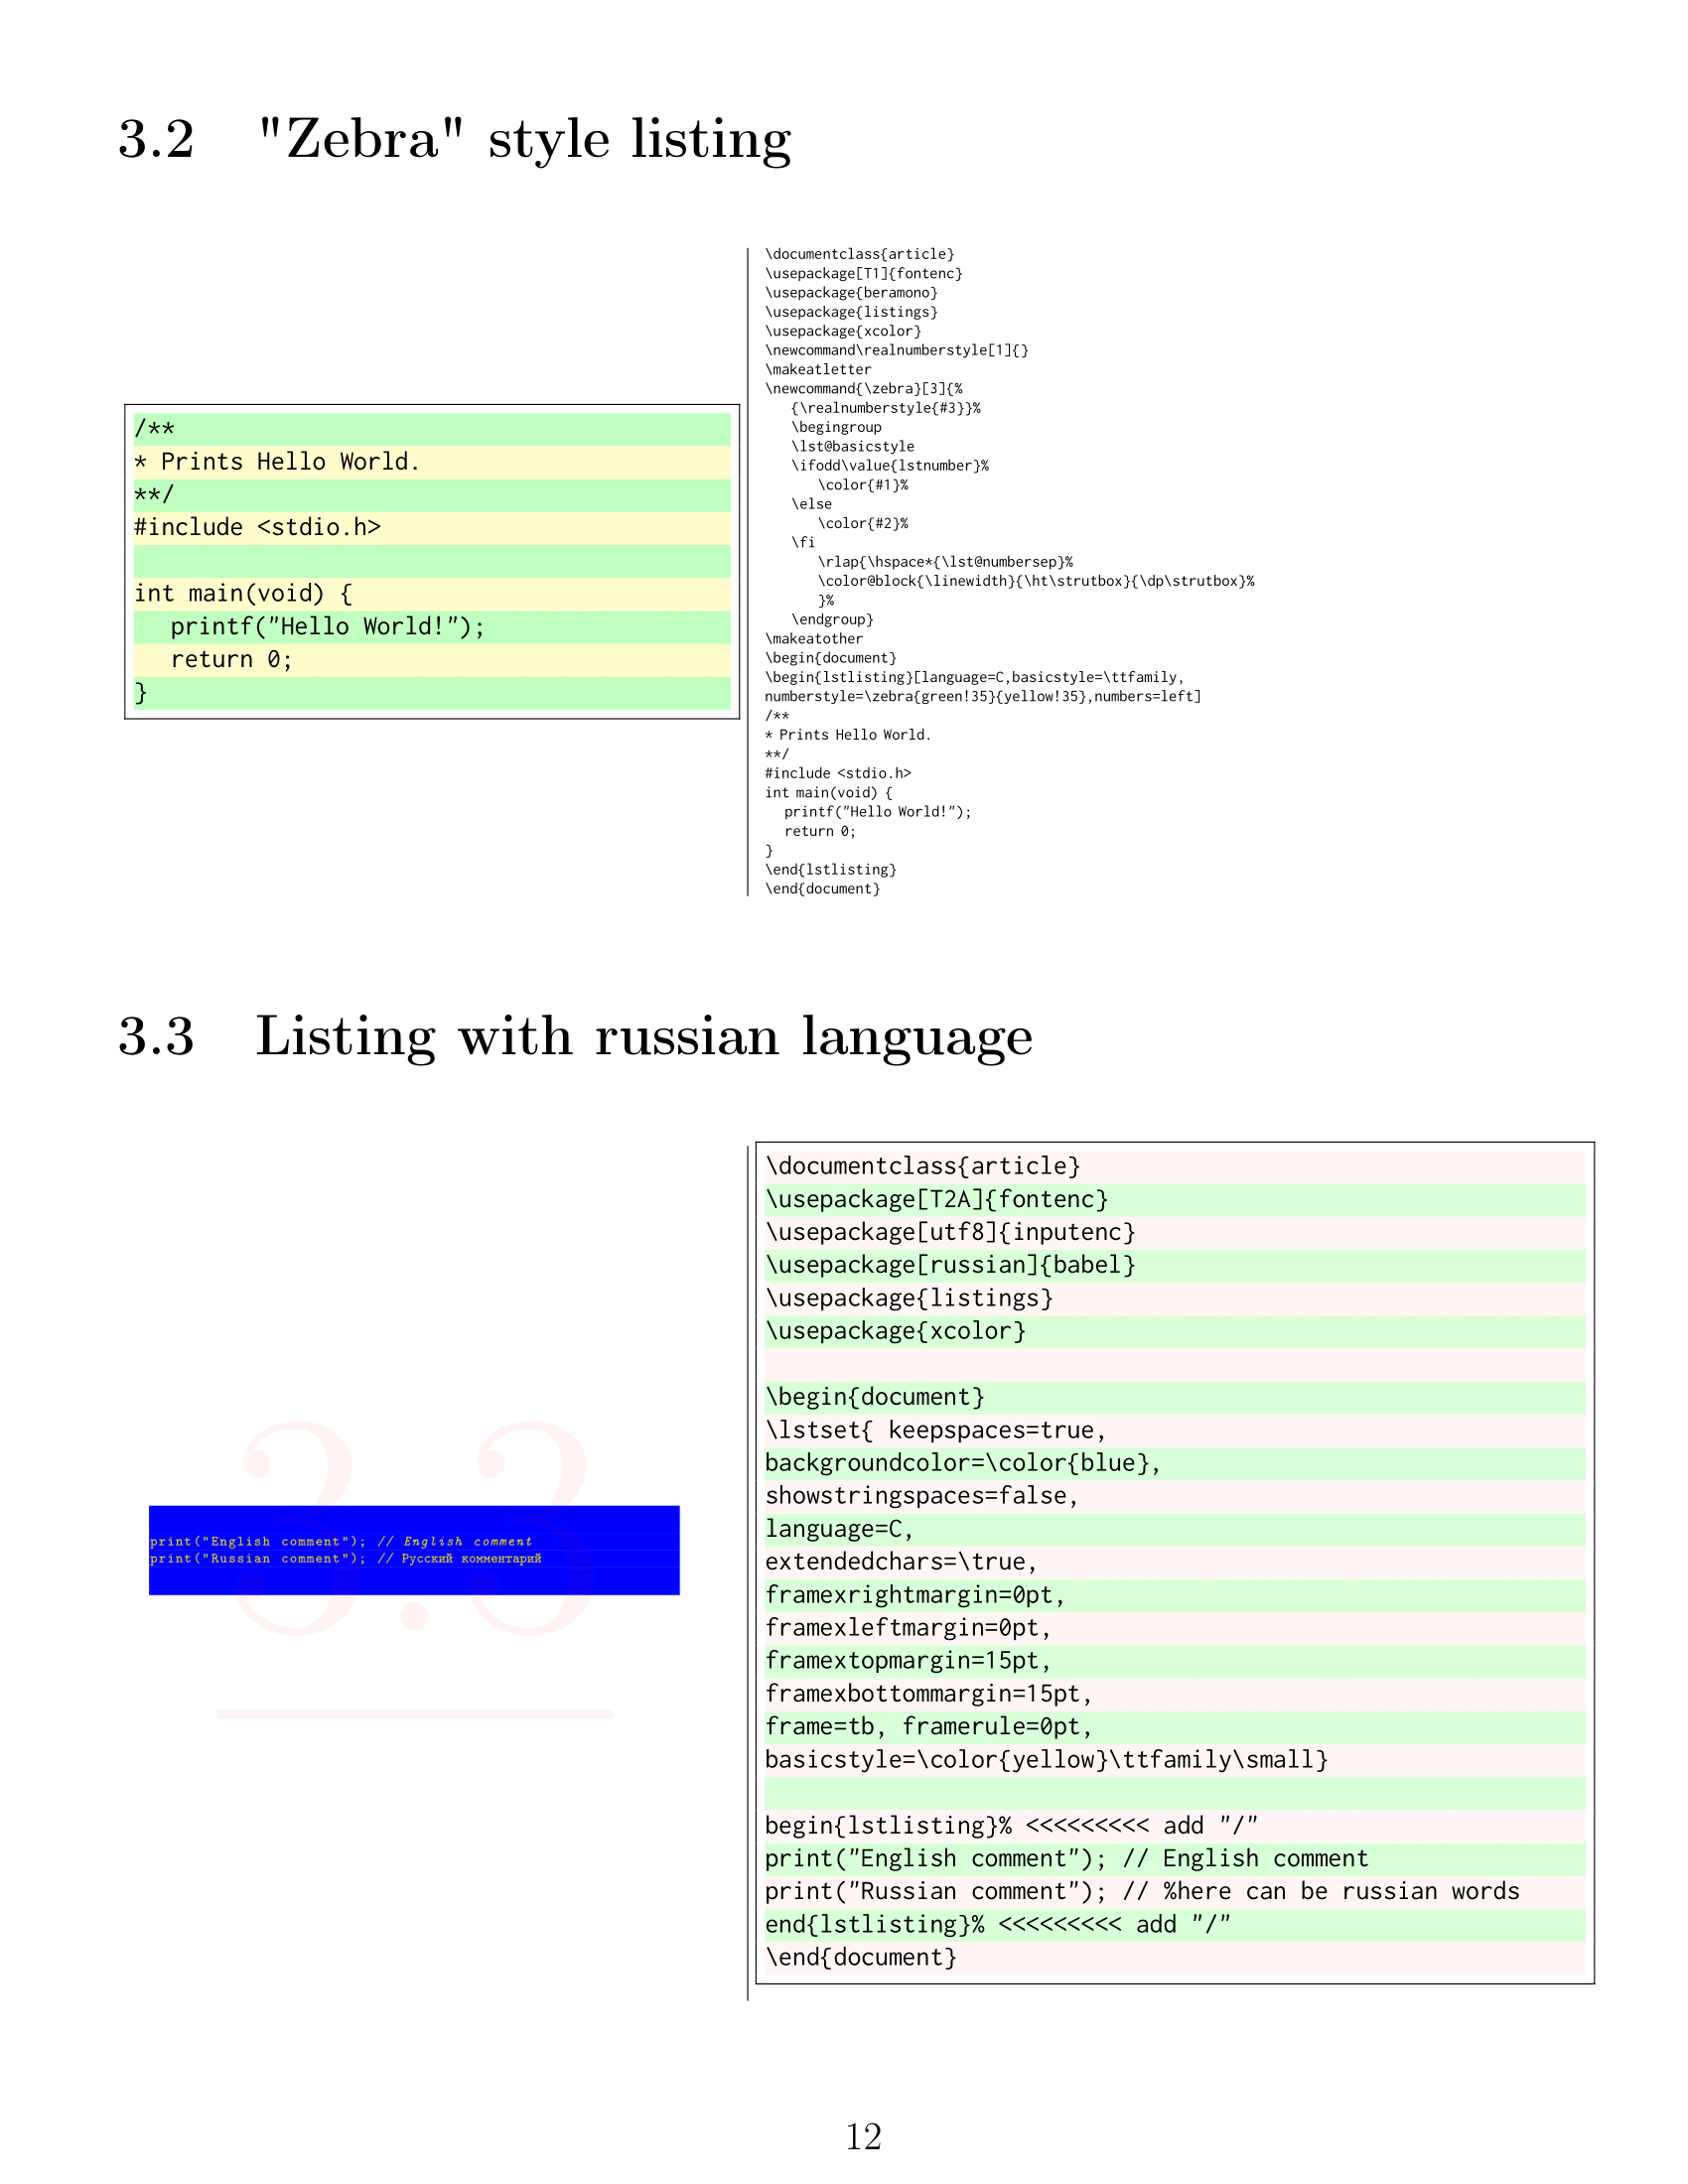 3.2 "Zebra" style listing
/**
* Prints Hello World.
**/
#include <stdio.h>
int main(void) {
printf("Hello World!");
return 0;
}
\documentclass{article}
\usepackage[T1]{fontenc}
\usepackage{beramono}
\usepackage{listings}
\usepackage{xcolor}
\newcommand\realnumberstyle[1]{}
\makeatletter
\newcommand{\zebra}[3]{%
{\realnumberstyle{#3}}%
\begingroup
\lst@basicstyle
\ifodd\value{lstnumber}%
\color{#1}%
\else
\color{#2}%
\fi
\rlap{\hspace*{\lst@numbersep}%
\color@block{\linewidth}{\ht\strutbox}{\dp\strutbox}%
}%
\endgroup}
\makeatother
\begin{document}
\begin{lstlisting}[language=C,basicstyle=\ttfamily,
numberstyle=\zebra{green!35}{yellow!35},numbers=left]
/**
* Prints Hello World.
**/
#include <stdio.h>
int main(void) {
printf("Hello World!");
return 0;
}
\end{lstlisting}
\end{document}
3.3 Listing with russian language
3.3
print("English comment"); // English comment
print("Russian comment"); // Русский комментарий
\documentclass{article}
\usepackage[T2A]{fontenc}
\usepackage[utf8]{inputenc}
\usepackage[russian]{babel}
\usepackage{listings}
\usepackage{xcolor}
\begin{document}
\lstset{ keepspaces=true,
backgroundcolor=\color{blue},
showstringspaces=false,
language=C,
extendedchars=\true,
framexrightmargin=0pt,
framexleftmargin=0pt,
framextopmargin=15pt,
framexbottommargin=15pt,
frame=tb, framerule=0pt,
basicstyle=\color{yellow}\ttfamily\small}
begin{lstlisting}% <<<<<<<<< add "/"
print("English comment"); // English comment
print("Russian comment"); // %here can be russian words
end{lstlisting}% <<<<<<<<< add "/"
\end{document}
12